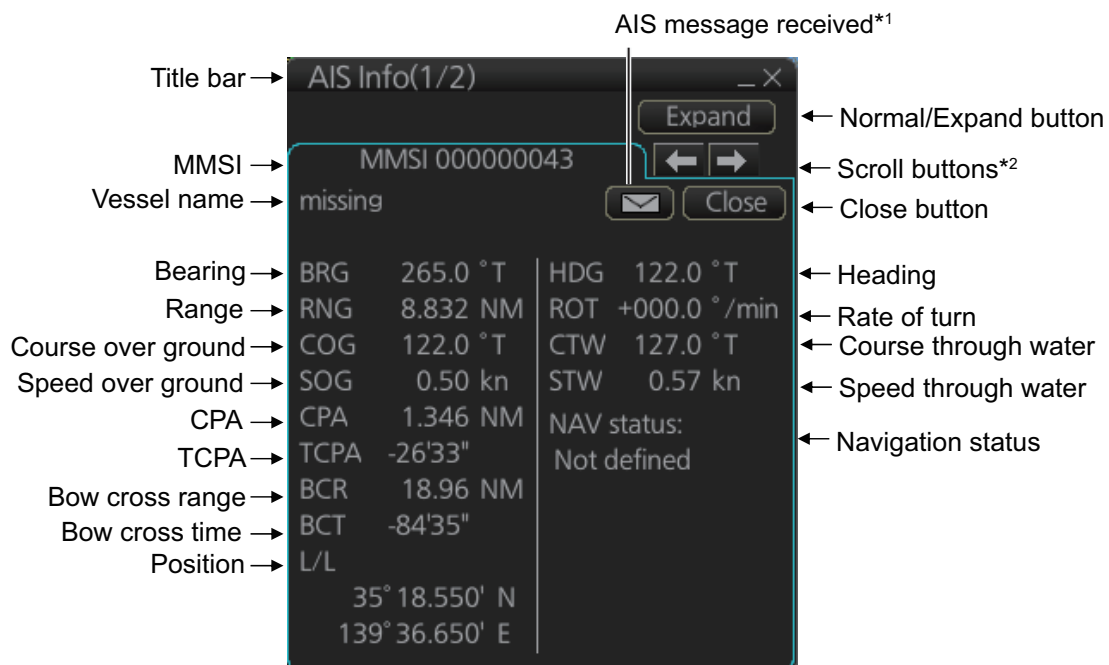 AIS message received*1
Title bar
AIS Info(1/2)
Expand
Normal/Expand button
MMSI
MMSI 000000043
Scroll buttons*2
Vessel name
missing
Close
Close button
Bearing
BRG 265.0 °T
HDG 122.0 °T
Heading
Range
RNG 8.832 NM
ROT +000.0 °/min
Rate of turn
Course over ground
COG 122.0 °T
CTW 127.0 °T
Course through water
Speed over ground
SOG 0.50 kn
STW 0.57 kn
Speed through water
CPA
CPA 1.346 NM
NAV status:
Navigation status
TCPA
TCPA -26'33"
Not defined
Bow cross range
BCR 18.96 NM
Bow cross time
BCT -84'35"
Position
L/L
35°18.550' N
139°36.650' E